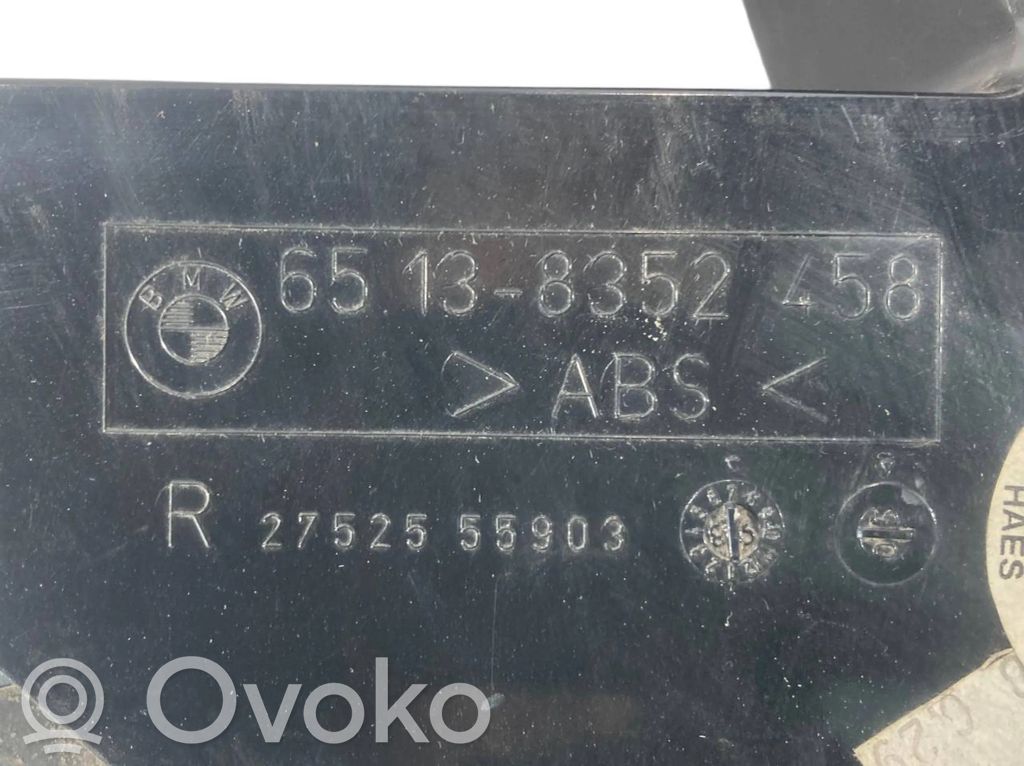 BMW
65 13-8352 458
> ABS <
R 27525 55903
HAES
Ovoko